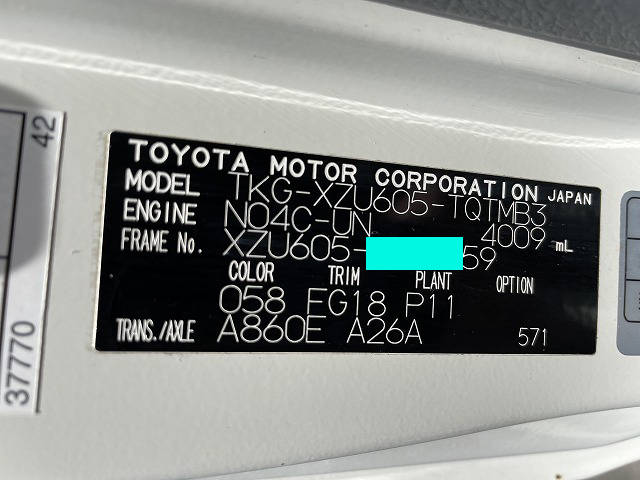 TOYOTA MOTOR CORPORATION JAPAN
MODEL TKG-XZU605-TQTMB3
ENGINE N04C-UN 4009 mL
FRAME No. XZU605- 59
COLOR TRIM PLANT OPTION
058 FG18 P11
TRANS./AXLE A860E A26A 571
42
37770